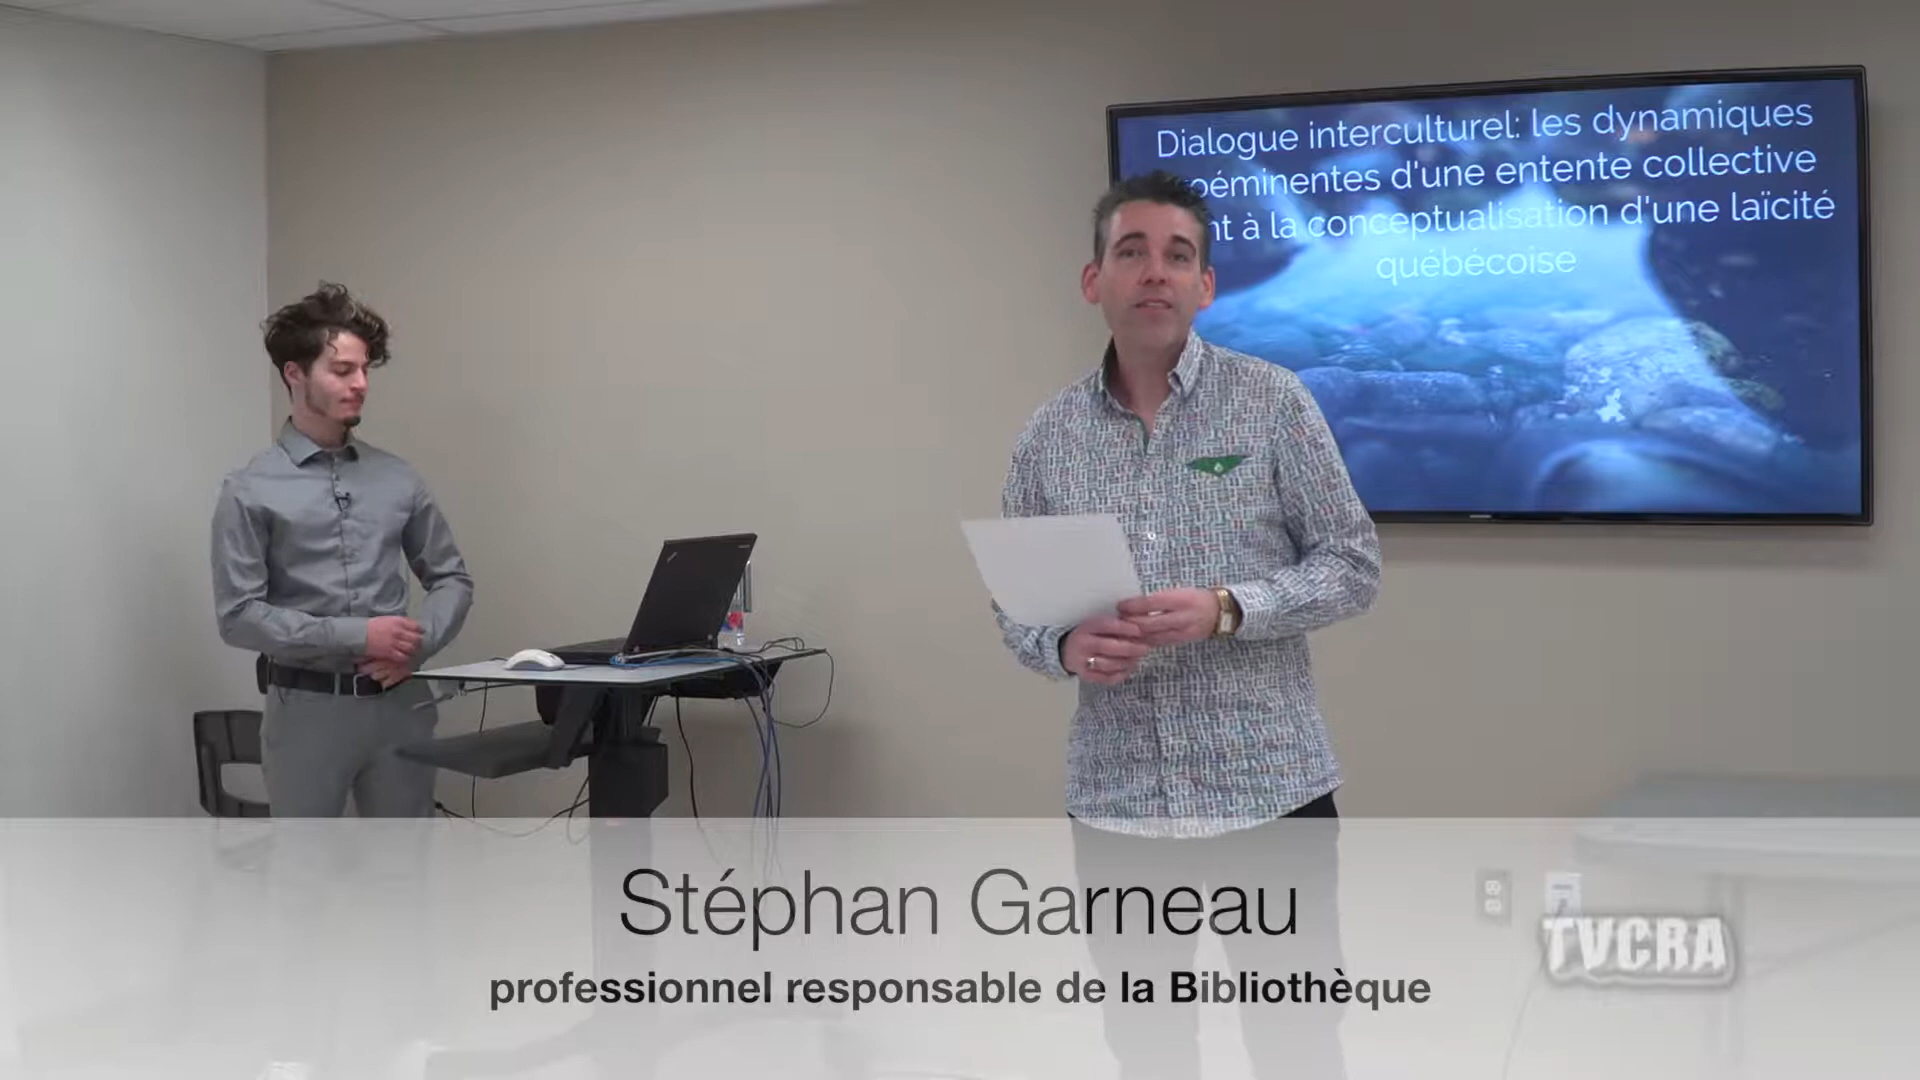 Dialogue interculturel: les dynamiques
d'une entente collective
à la conceptualisation d'une laïcité
québécoise
Stéphan Garneau
professionnel responsable de la Bibliothèque
TVCRA